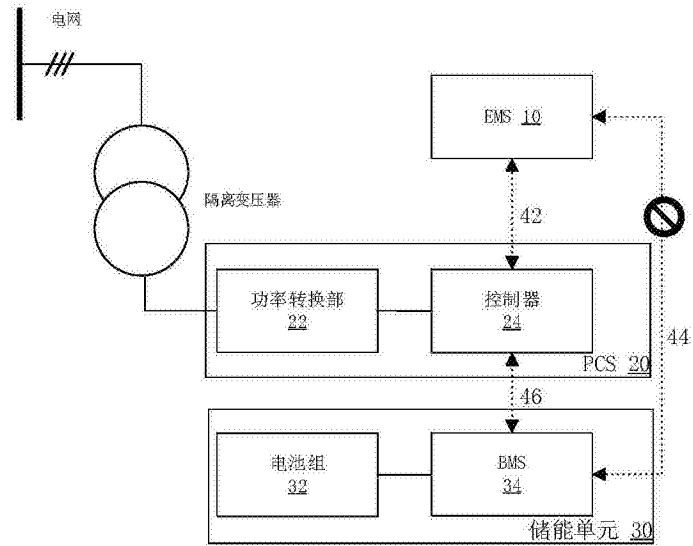 电网
EMS 10
隔离变压器
42
功率转换部
22
控制器
24
44
PCS 20
46
电池组
32
BMS
34
储能单元 30